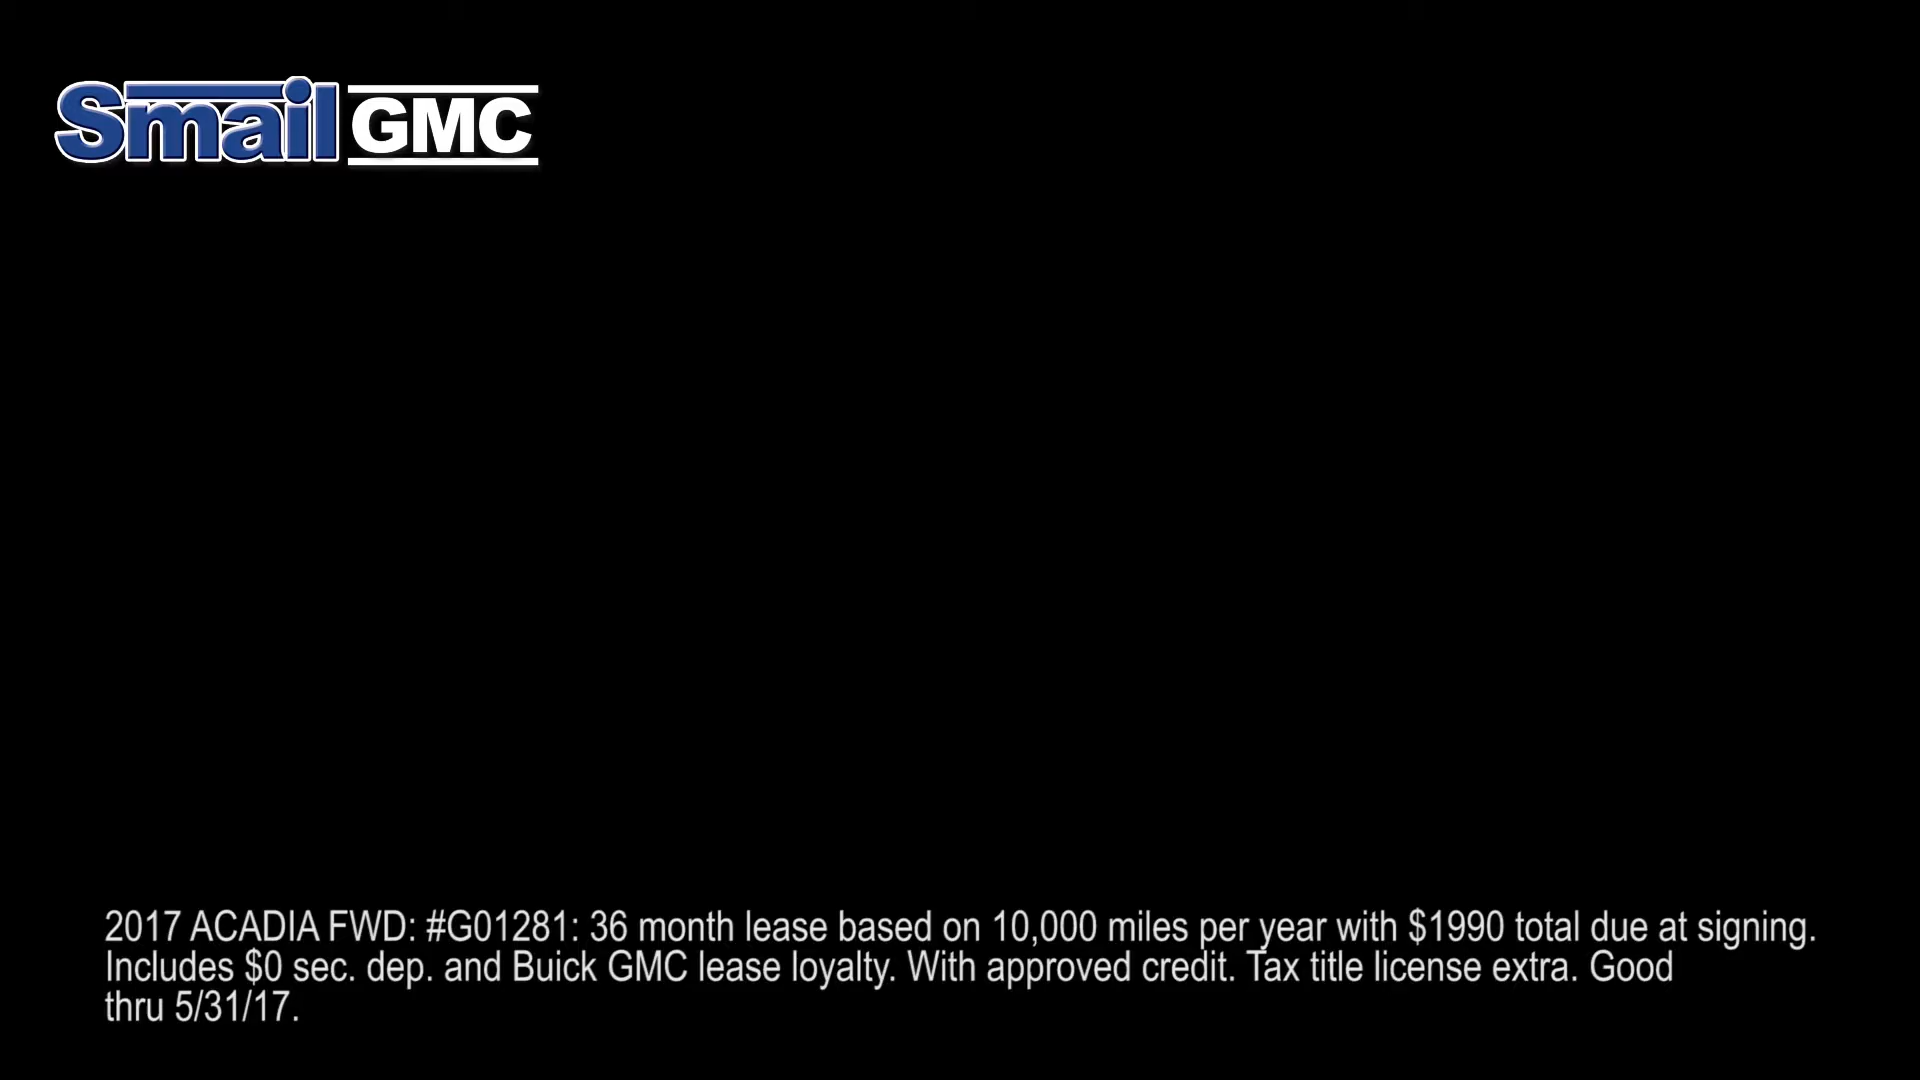 Smail GMC
2017 ACADIA FWD: #G01281: 36 month lease based on 10,000 miles per year with $1990 total due at signing.
Includes $0 sec. dep. and Buick GMC lease loyalty. With approved credit. Tax title license extra. Good
thru 5/31/17.